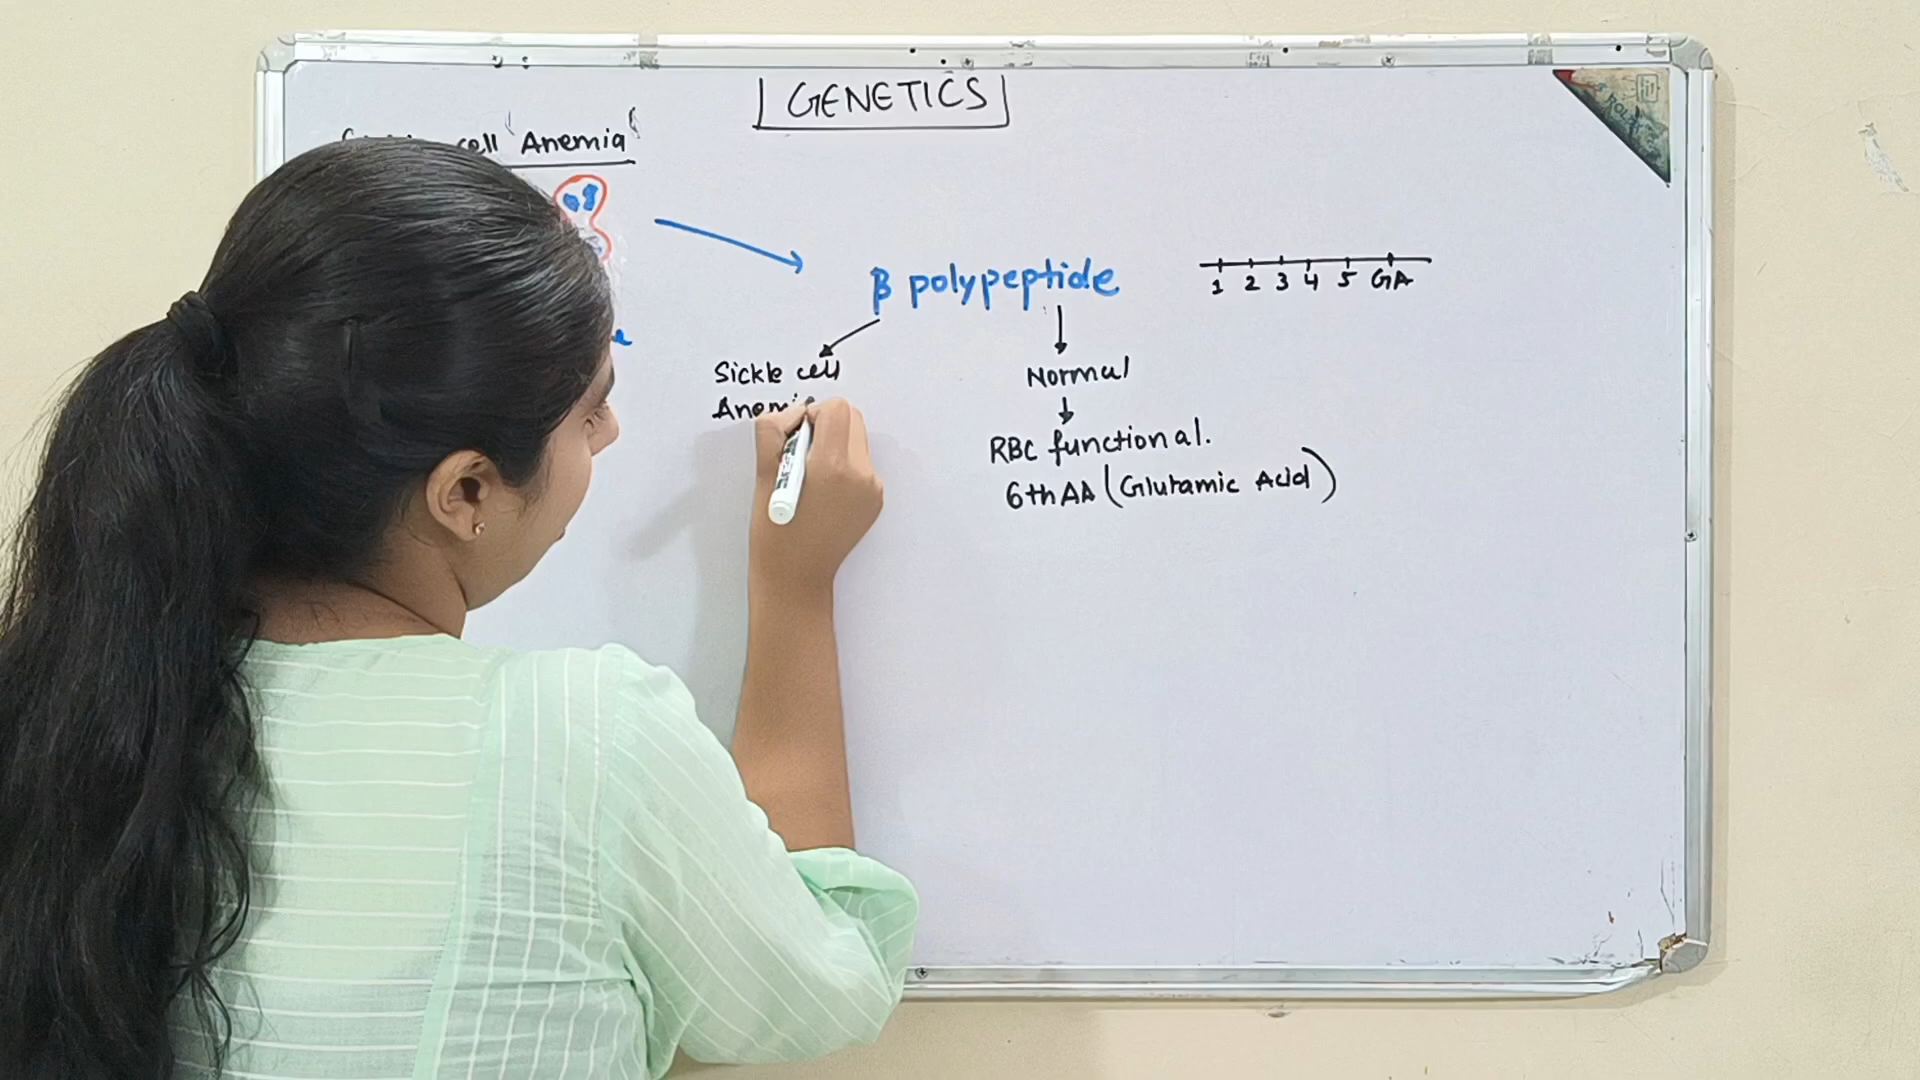 GENETICS
cell 'Anemia'
β polypeptide
1 2 3 4 5 GA
Sickle cell
Anemia
Normal
RBC functional.
6th AA (Glutamic Acid)